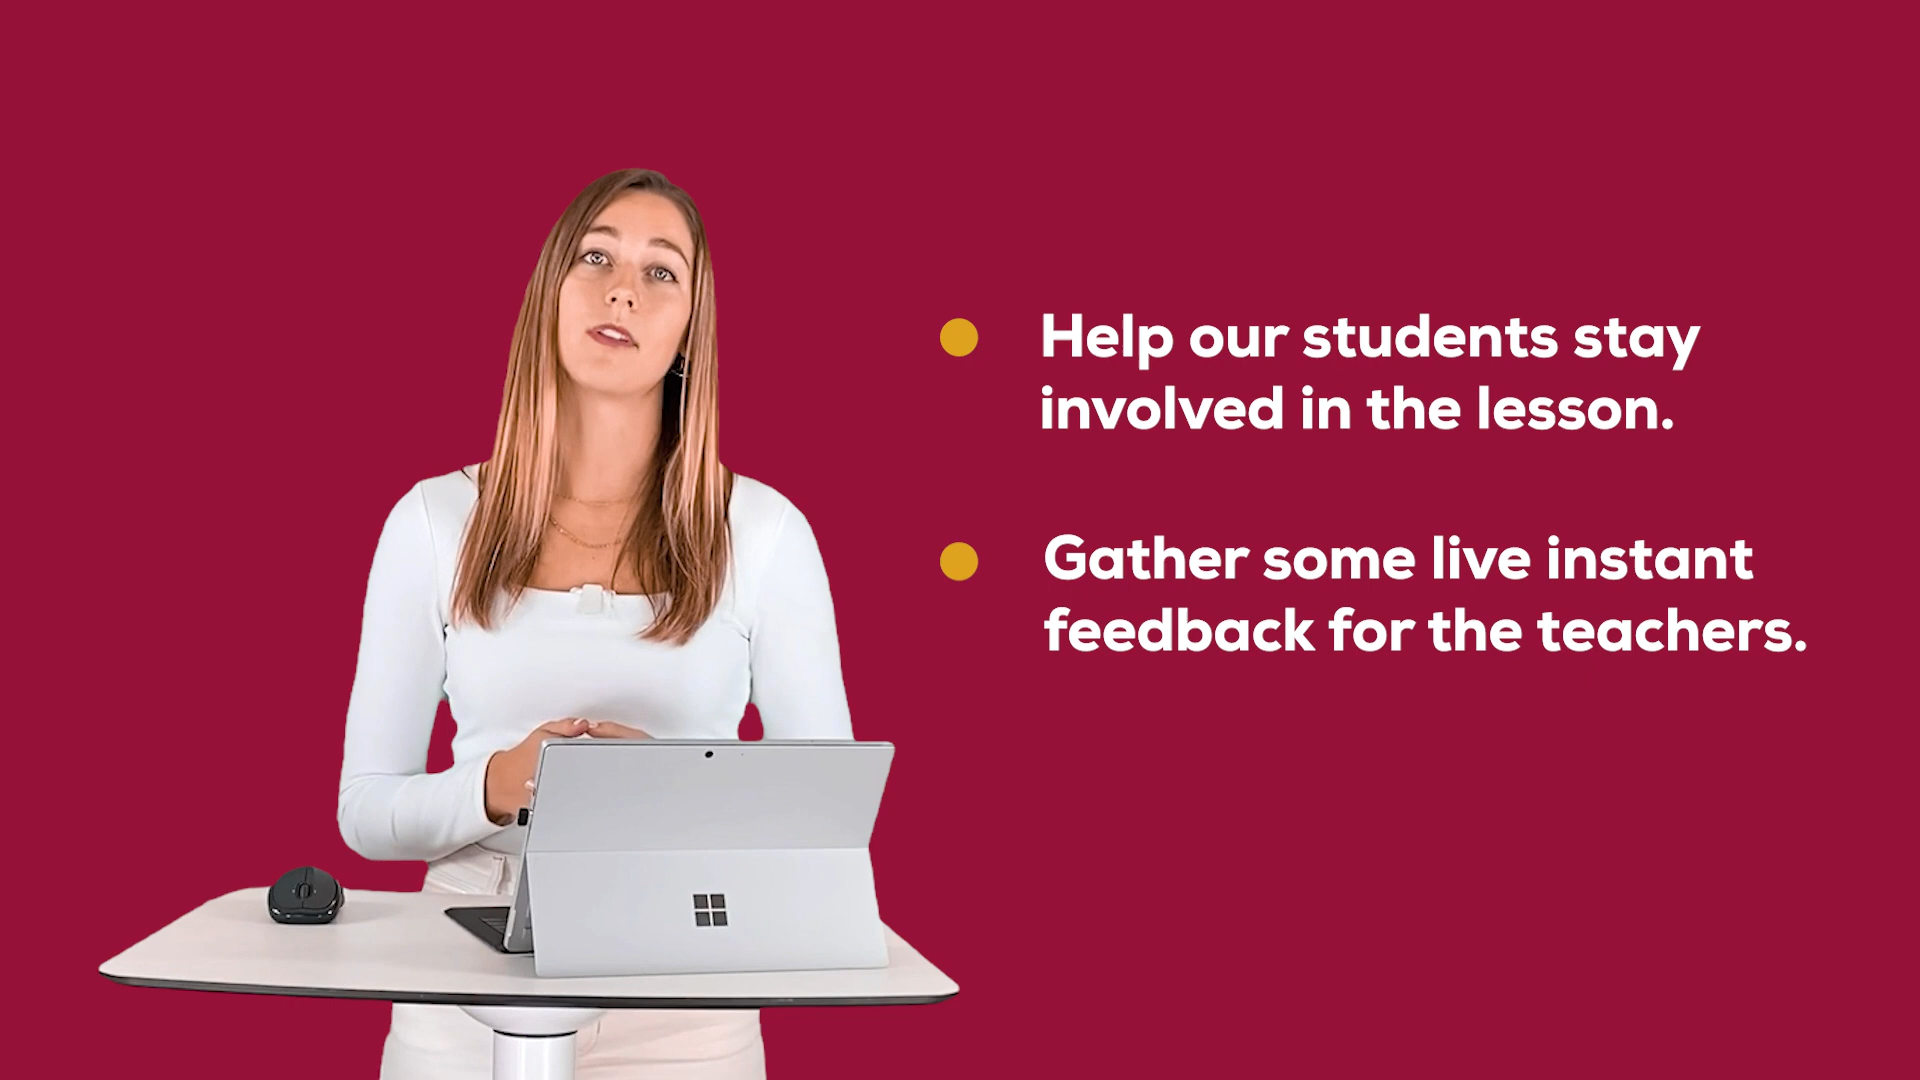 Help our students stay
involved in the lesson.
Gather some live instant
feedback for the teachers.